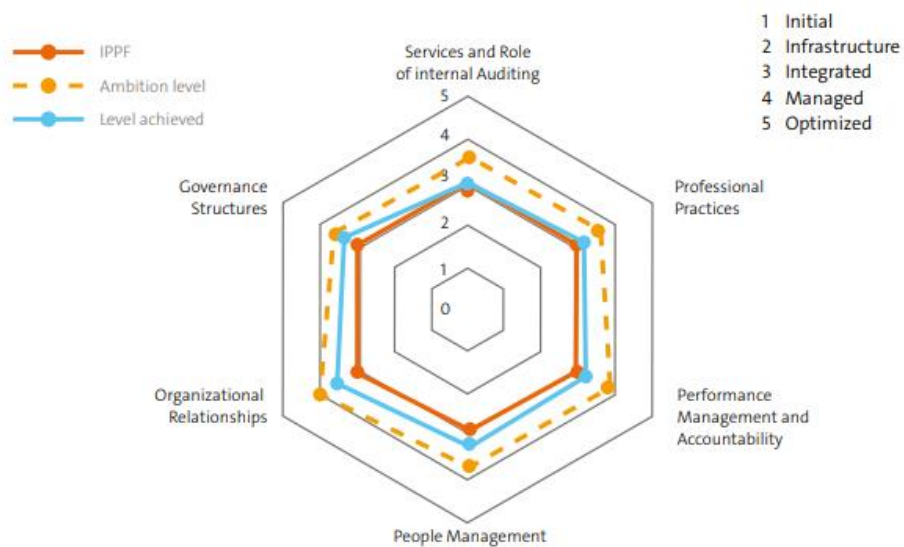 IPPF
Ambition level
Level achieved
1 Initial
2 Infrastructure
3 Integrated
4 Managed
5 Optimized
Services and Role
of internal Auditing
5
4
3
2
1
0
Governance
Structures
Professional
Practices
Organizational
Relationships
Performance
Management and
Accountability
People Management